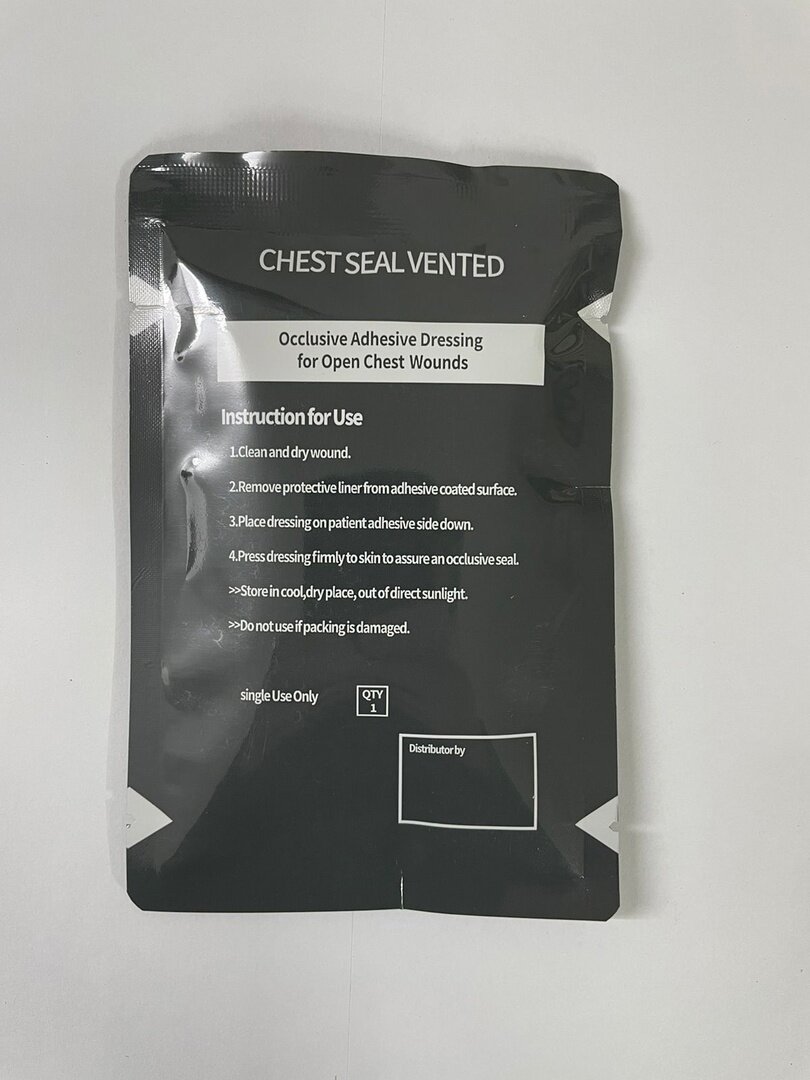 CHEST SEAL VENTED
Occlusive Adhesive Dressing
for Open Chest Wounds
Instruction for Use
1.Clean and dry wound.
2.Remove protective liner from adhesive coated surface.
3.Place dressing on patient adhesive side down.
4.Press dressing firmly to skin to assure an occlusive seal.
>>Store in cool,dry place, out of direct sunlight.
>>Do not use if packing is damaged.
single Use Only
QTY
1
Distributor by